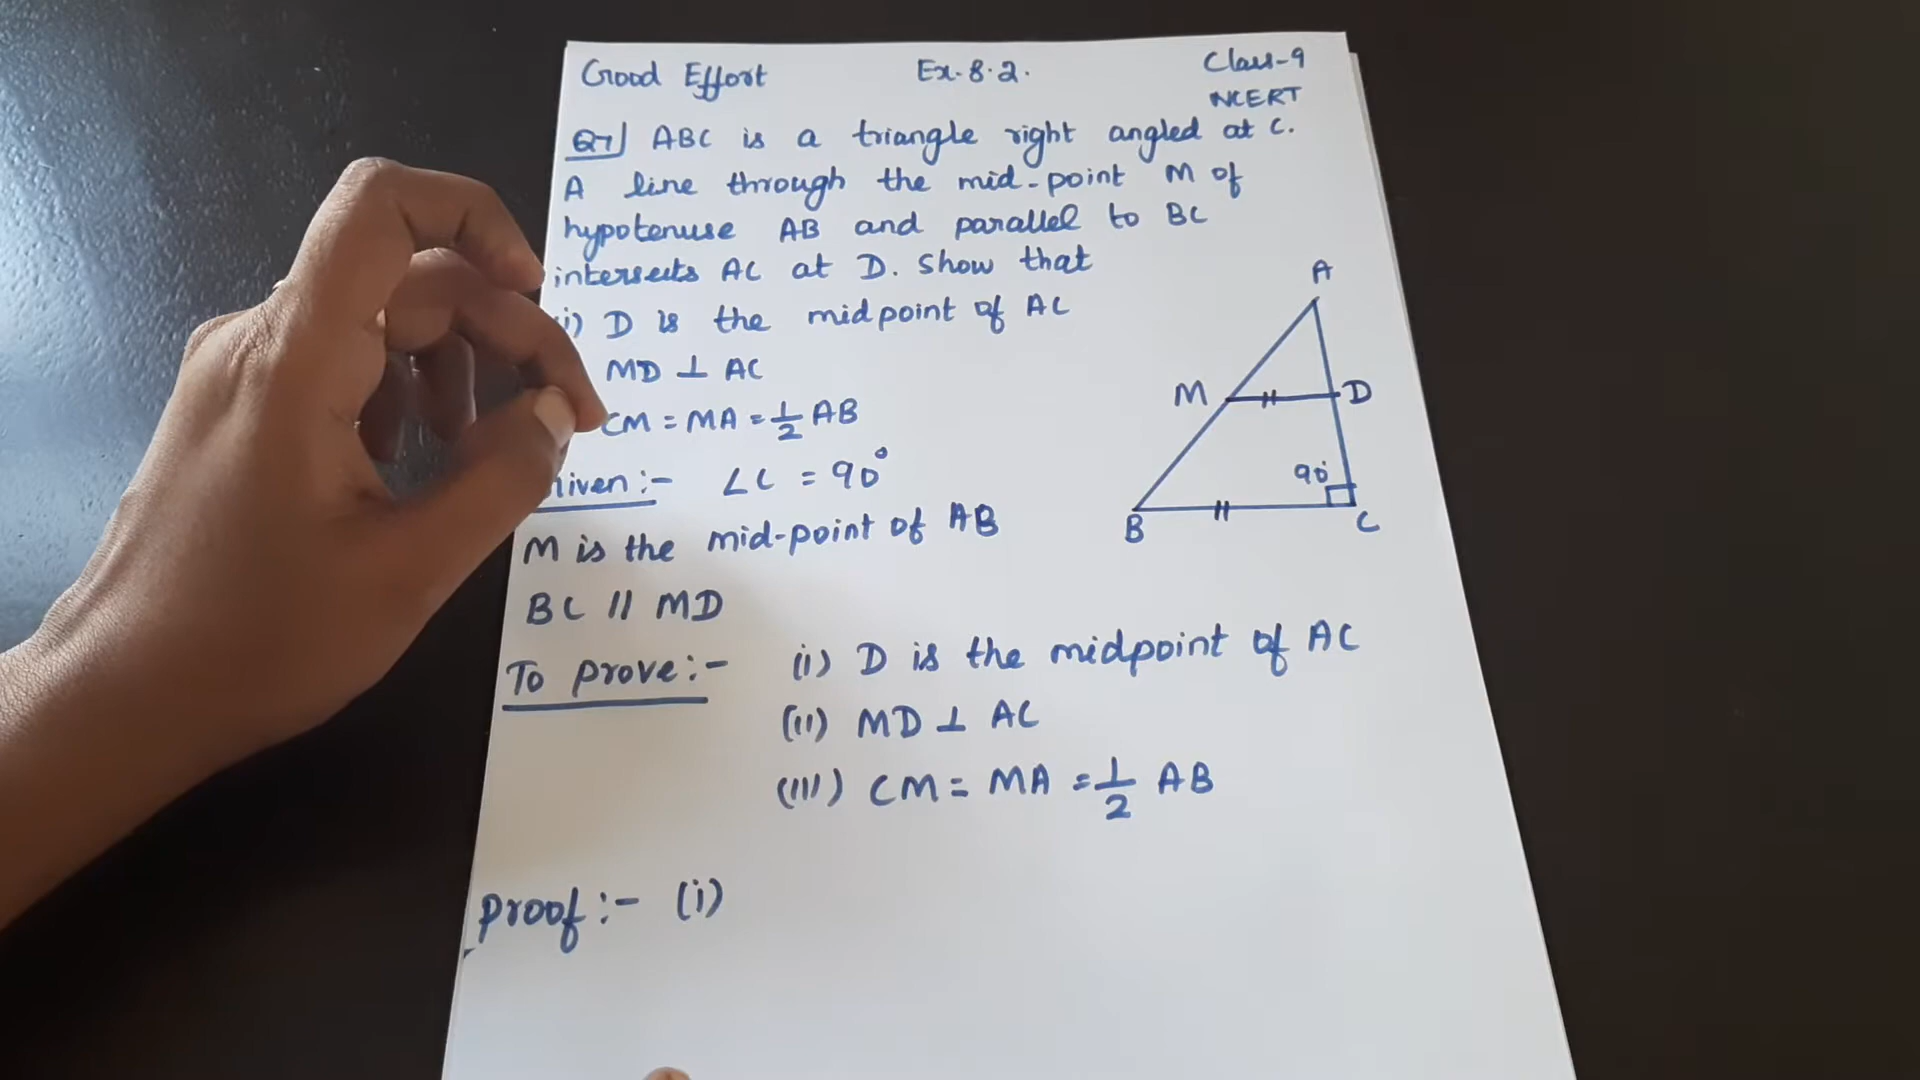 Good Effort Ex. 8.2. Class-9
NCERT
Q7) ABC is a triangle right angled at C.
A line through the mid-point M of
hypotenuse AB and parallel to BC
intersects AC at D. Show that
i) D is the midpoint of AC
MD ⊥ AC
CM = MA = 1/2 AB
A
M D
90°
B C
iven :- ∠C = 90°
M is the mid-point of AB
BC // MD
To prove :- (i) D is the midpoint of AC
(ii) MD ⊥ AC
(iii) CM = MA = 1/2 AB
Proof :- (i)